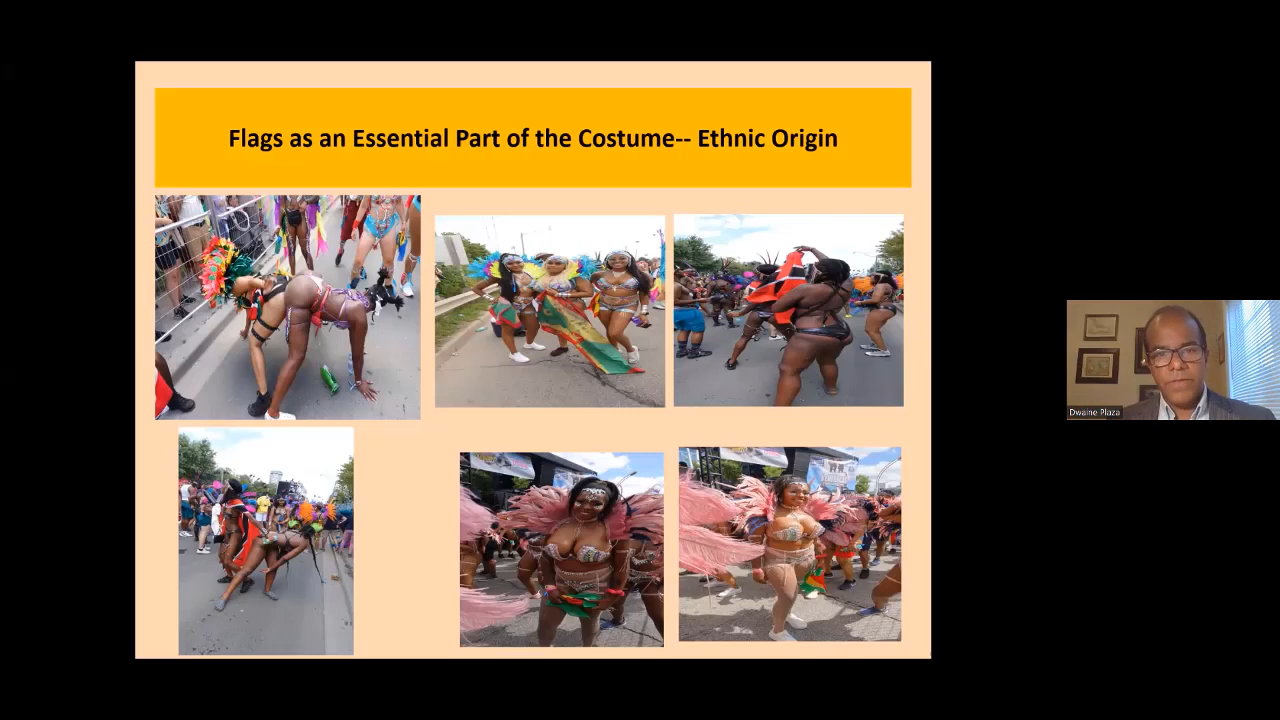 Flags as an Essential Part of the Costume-- Ethnic Origin
Dwaine Plaza